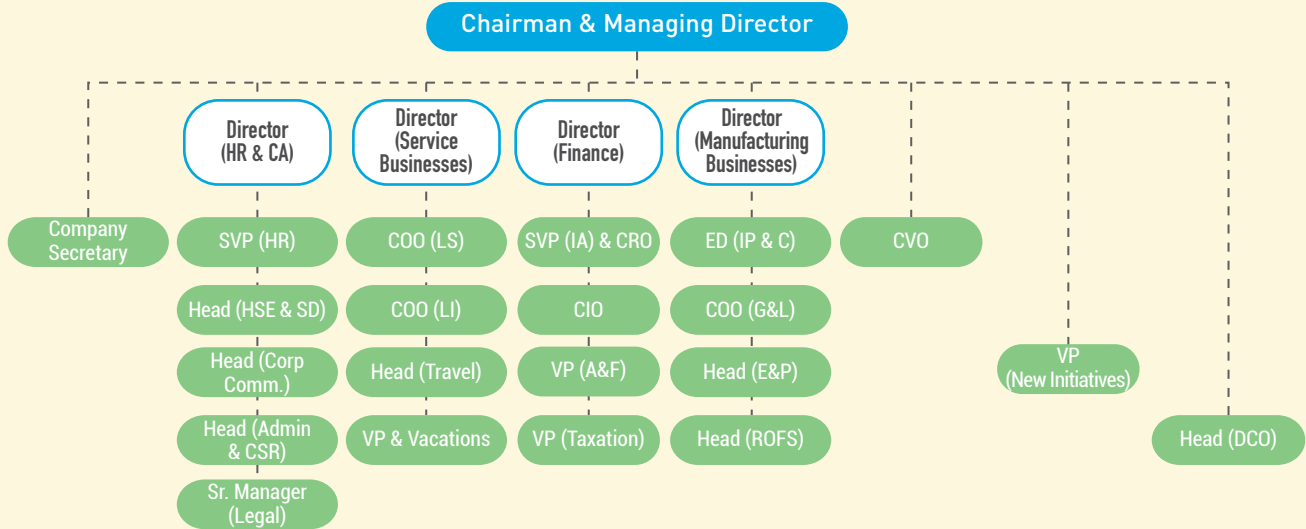 Chairman & Managing Director
Director
(HR & CA)
Director
(Service
Businesses)
Director
(Finance)
Director
(Manufacturing
Businesses)
Company
Secretary
SVP (HR)
COO (LS)
SVP (IA) & CRO
ED (IP & C)
CVO
Head (HSE & SD)
COO (LI)
CIO
COO (G&L)
Head (Corp
Comm.)
Head (Travel)
VP (A&F)
Head (E&P)
VP
(New Initiatives)
Head (Admin
& CSR)
VP & Vacations
VP (Taxation)
Head (ROFS)
Head (DCO)
Sr. Manager
(Legal)